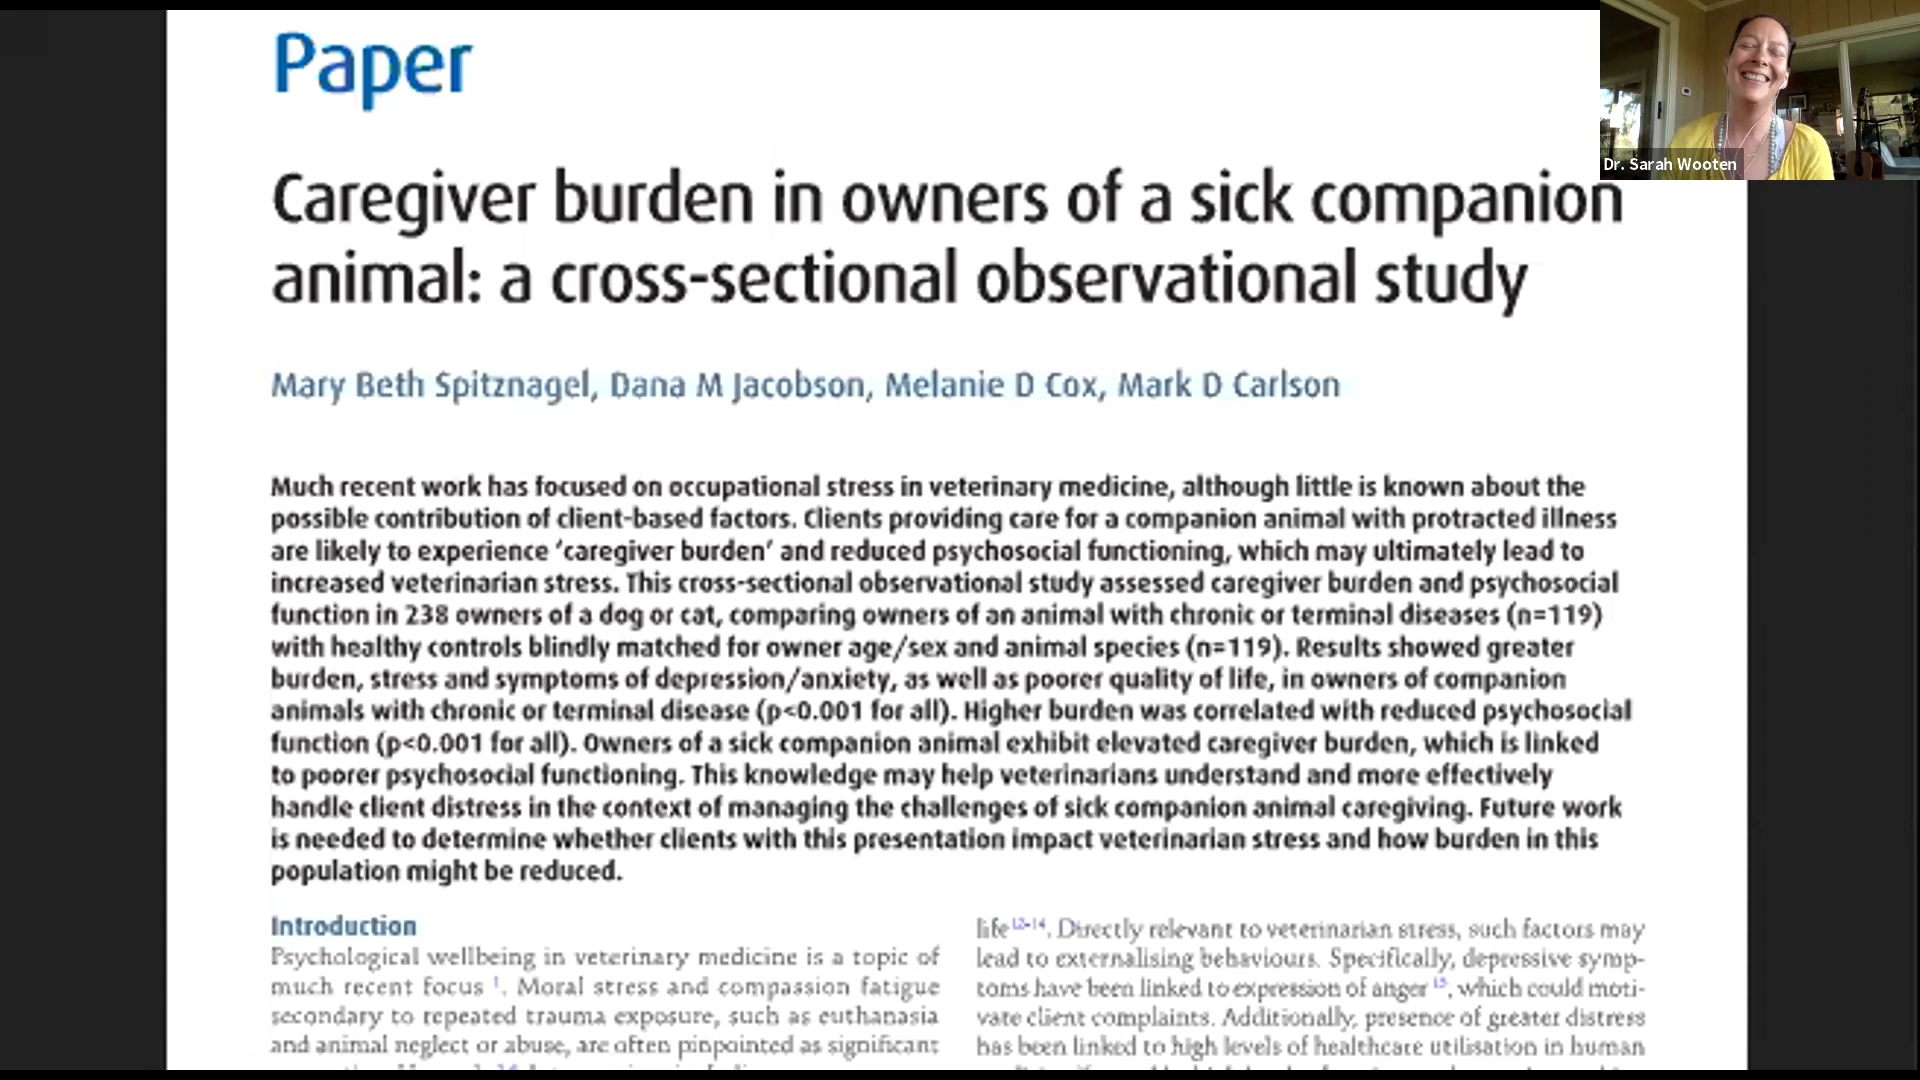 Paper
Dr. Sarah Wooten
Caregiver burden in owners of a sick companion
animal: a cross-sectional observational study
Mary Beth Spitznagel, Dana M Jacobson, Melanie D Cox, Mark D Carlson
Much recent work has focused on occupational stress in veterinary medicine, although little is known about the
possible contribution of client-based factors. Clients providing care for a companion animal with protracted illness
are likely to experience ‘caregiver burden’ and reduced psychosocial functioning, which may ultimately lead to
increased veterinarian stress. This cross-sectional observational study assessed caregiver burden and psychosocial
function in 238 owners of a dog or cat, comparing owners of an animal with chronic or terminal diseases (n=119)
with healthy controls blindly matched for owner age/sex and animal species (n=119). Results showed greater
burden, stress and symptoms of depression/anxiety, as well as poorer quality of life, in owners of companion
animals with chronic or terminal disease (p<0.001 for all). Higher burden was correlated with reduced psychosocial
function (p<0.001 for all). Owners of a sick companion animal exhibit elevated caregiver burden, which is linked
to poorer psychosocial functioning. This knowledge may help veterinarians understand and more effectively
handle client distress in the context of managing the challenges of sick companion animal caregiving. Future work
is needed to determine whether clients with this presentation impact veterinarian stress and how burden in this
population might be reduced.
Introduction
Psychological wellbeing in veterinary medicine is a topic of
much recent focus 1. Moral stress and compassion fatigue
secondary to repeated trauma exposure, such as euthanasia
and animal neglect or abuse, are often pinpointed as significant
life. Directly relevant to veterinarian stress, such factors may
lead to externalising behaviours. Specifically, depressive symp-
toms have been linked to expression of anger 15, which could moti-
vate client complaints. Additionally, presence of greater distress
has been linked to high levels of healthcare utilisation in human